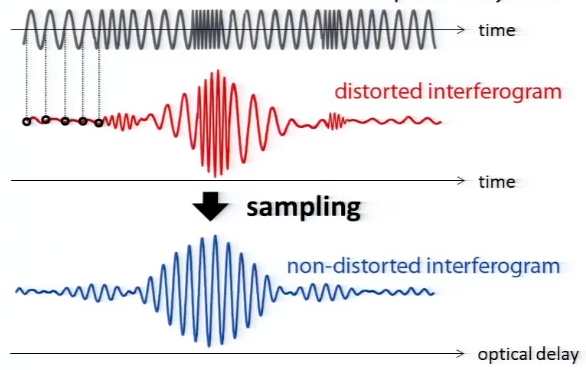 time
distorted interferogram
time
sampling
non-distorted interferogram
optical delay